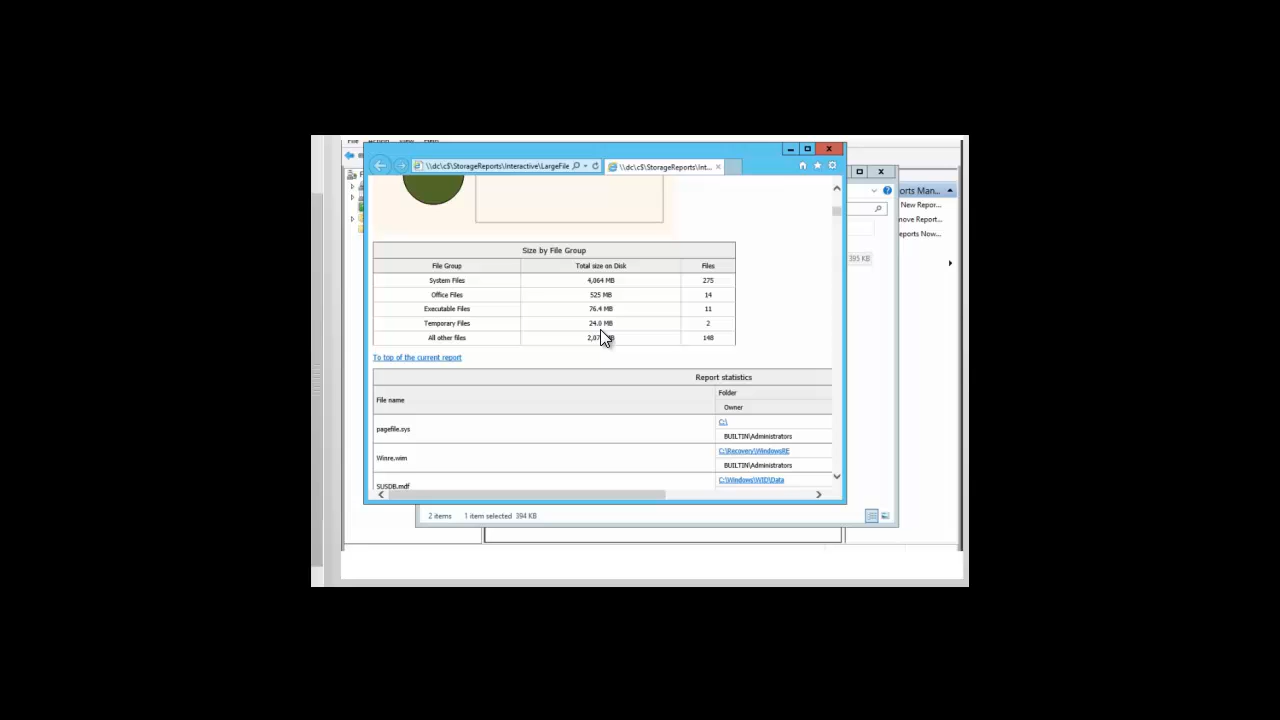 \\dc\c$\StorageReports\Interactive\LargeFile
\\dc\c$\StorageReports\Int...
Size by File Group
File Group Total size on Disk Files
System Files 4,064 MB 275
Office Files 525 MB 14
Executable Files 76.4 MB 11
Temporary Files 24.0 MB 2
All other files 148
To top of the current report
Report statistics
File name Folder
Owner
pagefile.sys C:\
BUILTIN\Administrators
Winre.wim C:\Recovery\WindowsRE
BUILTIN\Administrators
SUSDB.mdf C:\Windows\WID\Data
2 items 1 item selected 394 KB
orts Man...
New Repor...
move Report...
eports Now...
395 KB